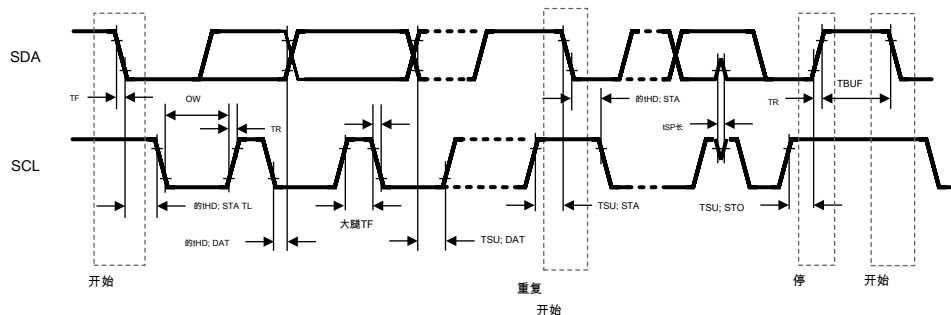 SDA
TF
OW
TR
的tHD; STA
tSP长
TR
TBUF
SCL
的tHD; STA TL
大腿TF
TSU; STA
TSU; STO
的tHD; DAT
TSU; DAT
开始
重复
开始
停
开始